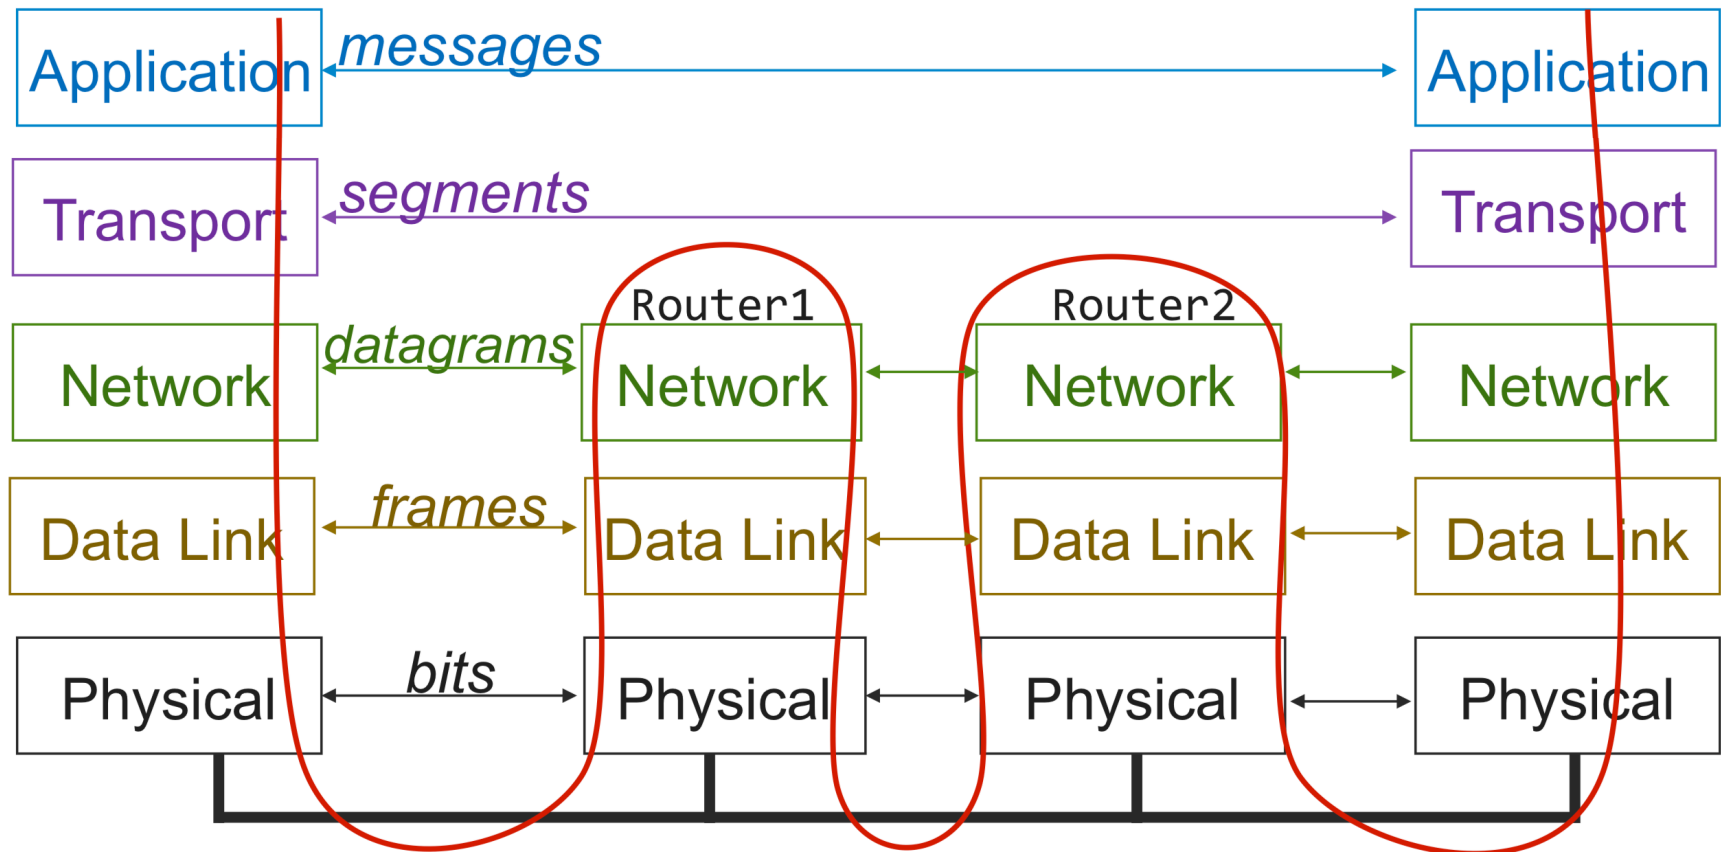 Application messages Application
Transport segments Transport
Router1 Router2
Network datagrams Network Network Network
Data Link frames Data Link Data Link Data Link
Physical bits Physical Physical Physical